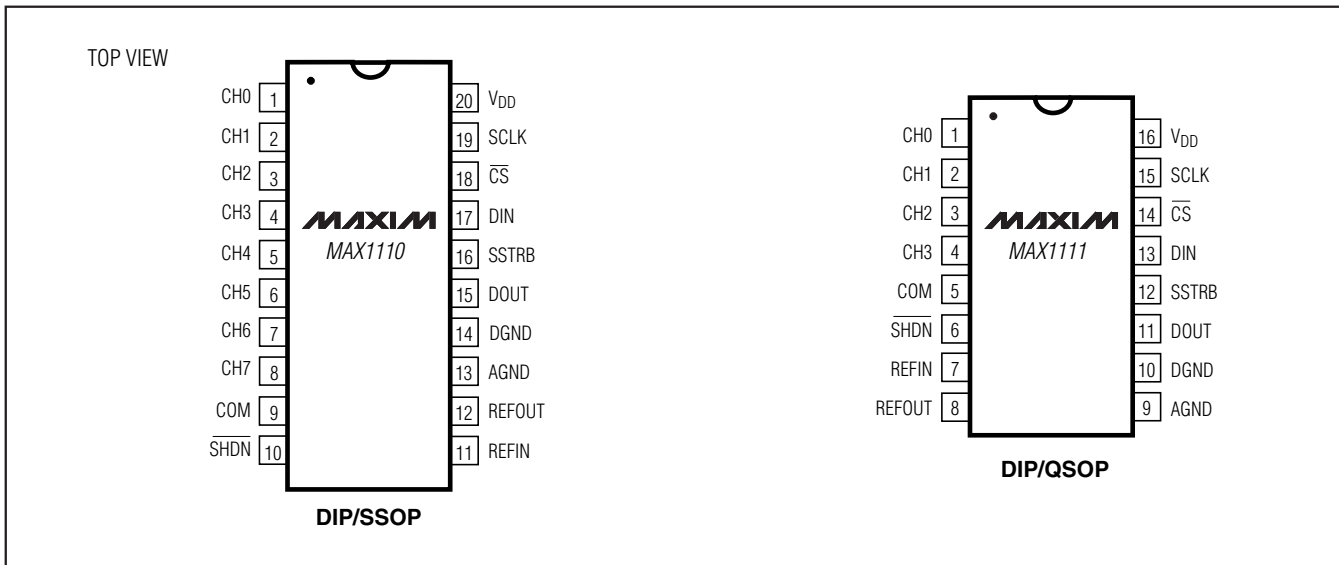 TOP VIEW
CH0 1
CH1 2
CH2 3
CH3 4
CH4 5
CH5 6
CH6 7
CH7 8
COM 9
SHDN 10
MAXIM
MAX1110
20 VDD
19 SCLK
18 CS
17 DIN
16 SSTRB
15 DOUT
14 DGND
13 AGND
12 REFOUT
11 REFIN
DIP/SSOP
CH0 1
CH1 2
CH2 3
CH3 4
COM 5
SHDN 6
REFIN 7
REFOUT 8
MAXIM
MAX1111
16 VDD
15 SCLK
14 CS
13 DIN
12 SSTRB
11 DOUT
10 DGND
9 AGND
DIP/QSOP